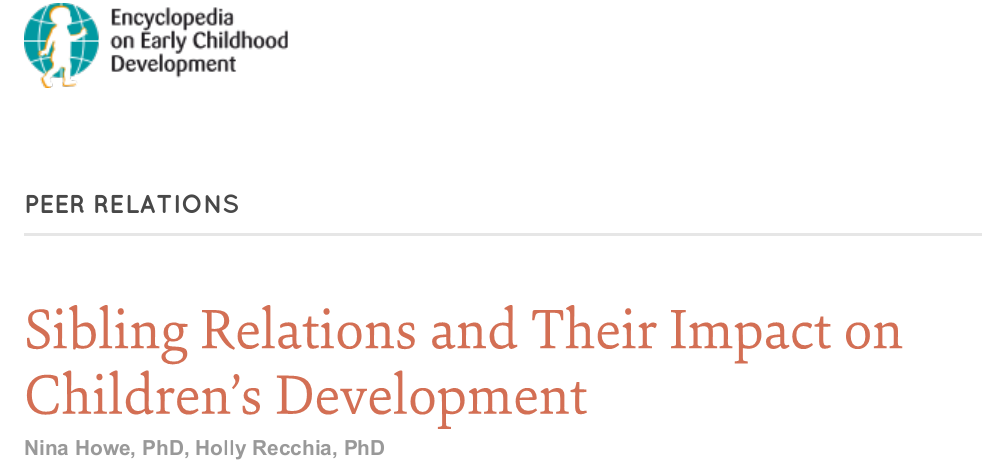 Encyclopedia
on Early Childhood
Development
PEER RELATIONS
Sibling Relations and Their Impact on
Children’s Development
Nina Howe, PhD, Holly Recchia, PhD